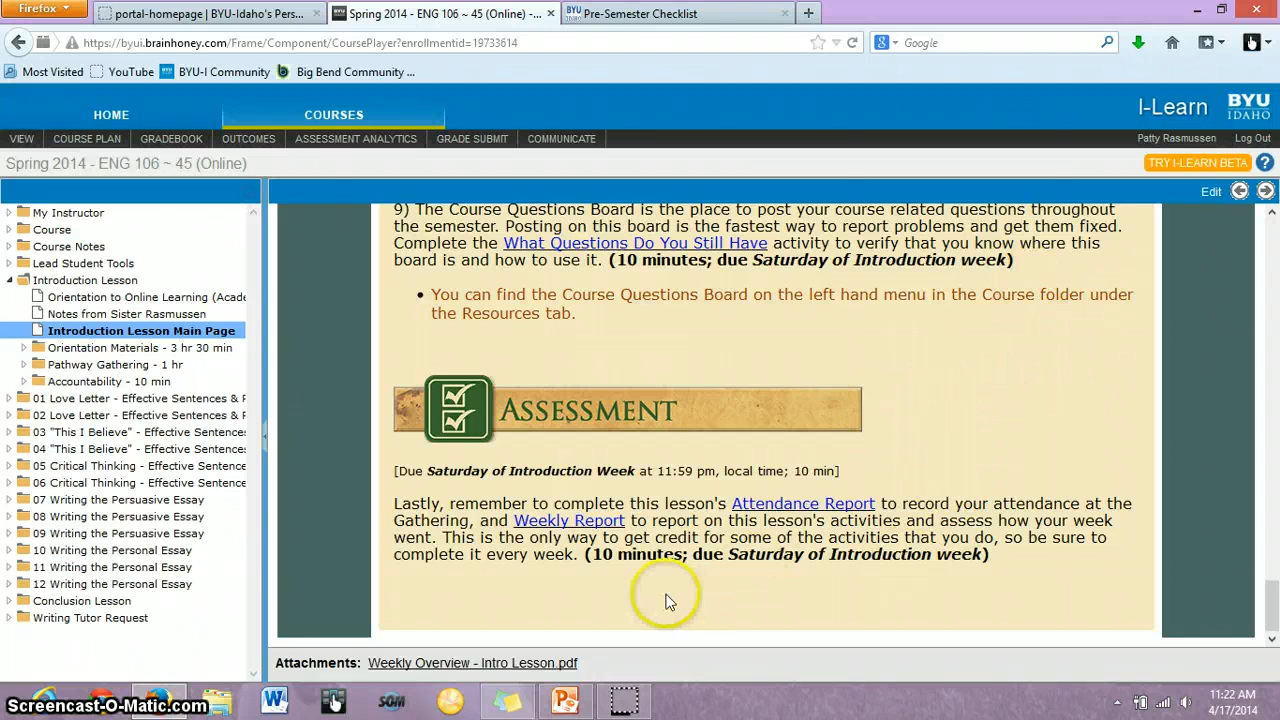 Firefox
portal-homepage | BYU-Idaho's Pers...
Spring 2014 - ENG 106 ~ 45 (Online) -...
BYU IDAHO
Pre-Semester Checklist
https://byui.brainhoney.com/Frame/Component/CoursePlayer?enrollmentid=19733614
Google
Most Visited
YouTube
BYU-I Community
Big Bend Community ...
HOME
COURSES
I-Learn
BYU
IDAHO
VIEW
COURSE PLAN
GRADEBOOK
OUTCOMES
ASSESSMENT ANALYTICS
GRADE SUBMIT
COMMUNICATE
Patty Rasmussen
Log Out
Spring 2014 - ENG 106 ~ 45 (Online)
TRY I-LEARN BETA
?
Edit
My Instructor
Course
Course Notes
Lead Student Tools
Introduction Lesson
Orientation to Online Learning (Acade
Notes from Sister Rasmussen
Introduction Lesson Main Page
Orientation Materials - 3 hr 30 min
Pathway Gathering - 1 hr
Accountability - 10 min
01 Love Letter - Effective Sentences & F
02 Love Letter - Effective Sentences & F
03 "This I Believe" - Effective Sentences
04 "This I Believe" - Effective Sentences
05 Critical Thinking - Effective Sentence
06 Critical Thinking - Effective Sentence
07 Writing the Persuasive Essay
08 Writing the Persuasive Essay
09 Writing the Persuasive Essay
10 Writing the Personal Essay
11 Writing the Personal Essay
12 Writing the Personal Essay
Conclusion Lesson
Writing Tutor Request
9) The Course Questions Board is the place to post your course related questions throughout
the semester. Posting on this board is the fastest way to report problems and get them fixed.
Complete the What Questions Do You Still Have activity to verify that you know where this
board is and how to use it. (10 minutes; due Saturday of Introduction week)
• You can find the Course Questions Board on the left hand menu in the Course folder under
the Resources tab.
ASSESSMENT
[Due Saturday of Introduction Week at 11:59 pm, local time; 10 min]
Lastly, remember to complete this lesson's Attendance Report to record your attendance at the
Gathering, and Weekly Report to report on this lesson's activities and assess how your week
went. This is the only way to get credit for some of the activities that you do, so be sure to
complete it every week. (10 minutes; due Saturday of Introduction week)
Attachments: Weekly Overview - Intro Lesson.pdf
Screencast-O-Matic.com
SOM
11:22 AM
4/17/2014